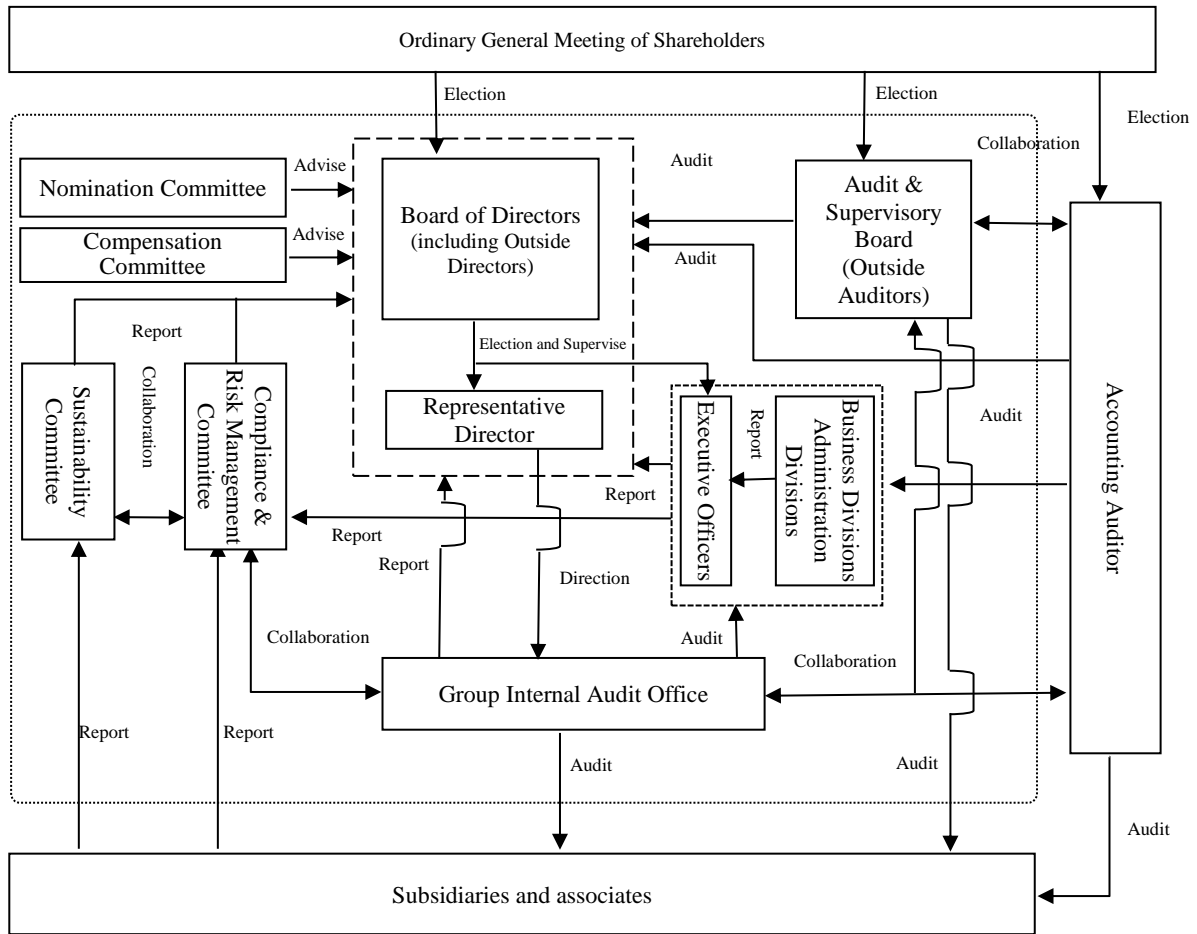 Ordinary General Meeting of Shareholders
Election
Election
Election
Collaboration
Nomination Committee
Advise
Compensation
Committee
Advise
Board of Directors
(including Outside
Directors)
Audit
Audit
Audit &
Supervisory
Board
(Outside
Auditors)
Report
Collaboration
Election and Supervise
Sustainability
Committee
Compliance &
Risk Management
Committee
Representative
Director
Executive Officers
Report
Business Divisions
Administration
Divisions
Audit
Accounting Auditor
Report
Report
Report
Direction
Collaboration
Audit
Collaboration
Group Internal Audit Office
Report
Report
Audit
Audit
Audit
Subsidiaries and associates